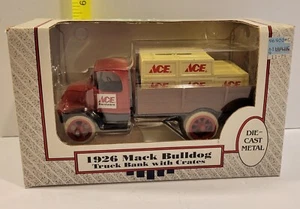 ACE
ACE
ACE
1926 Mack Bulldog
Truck Bank with Crates
DIE-
CAST
METAL